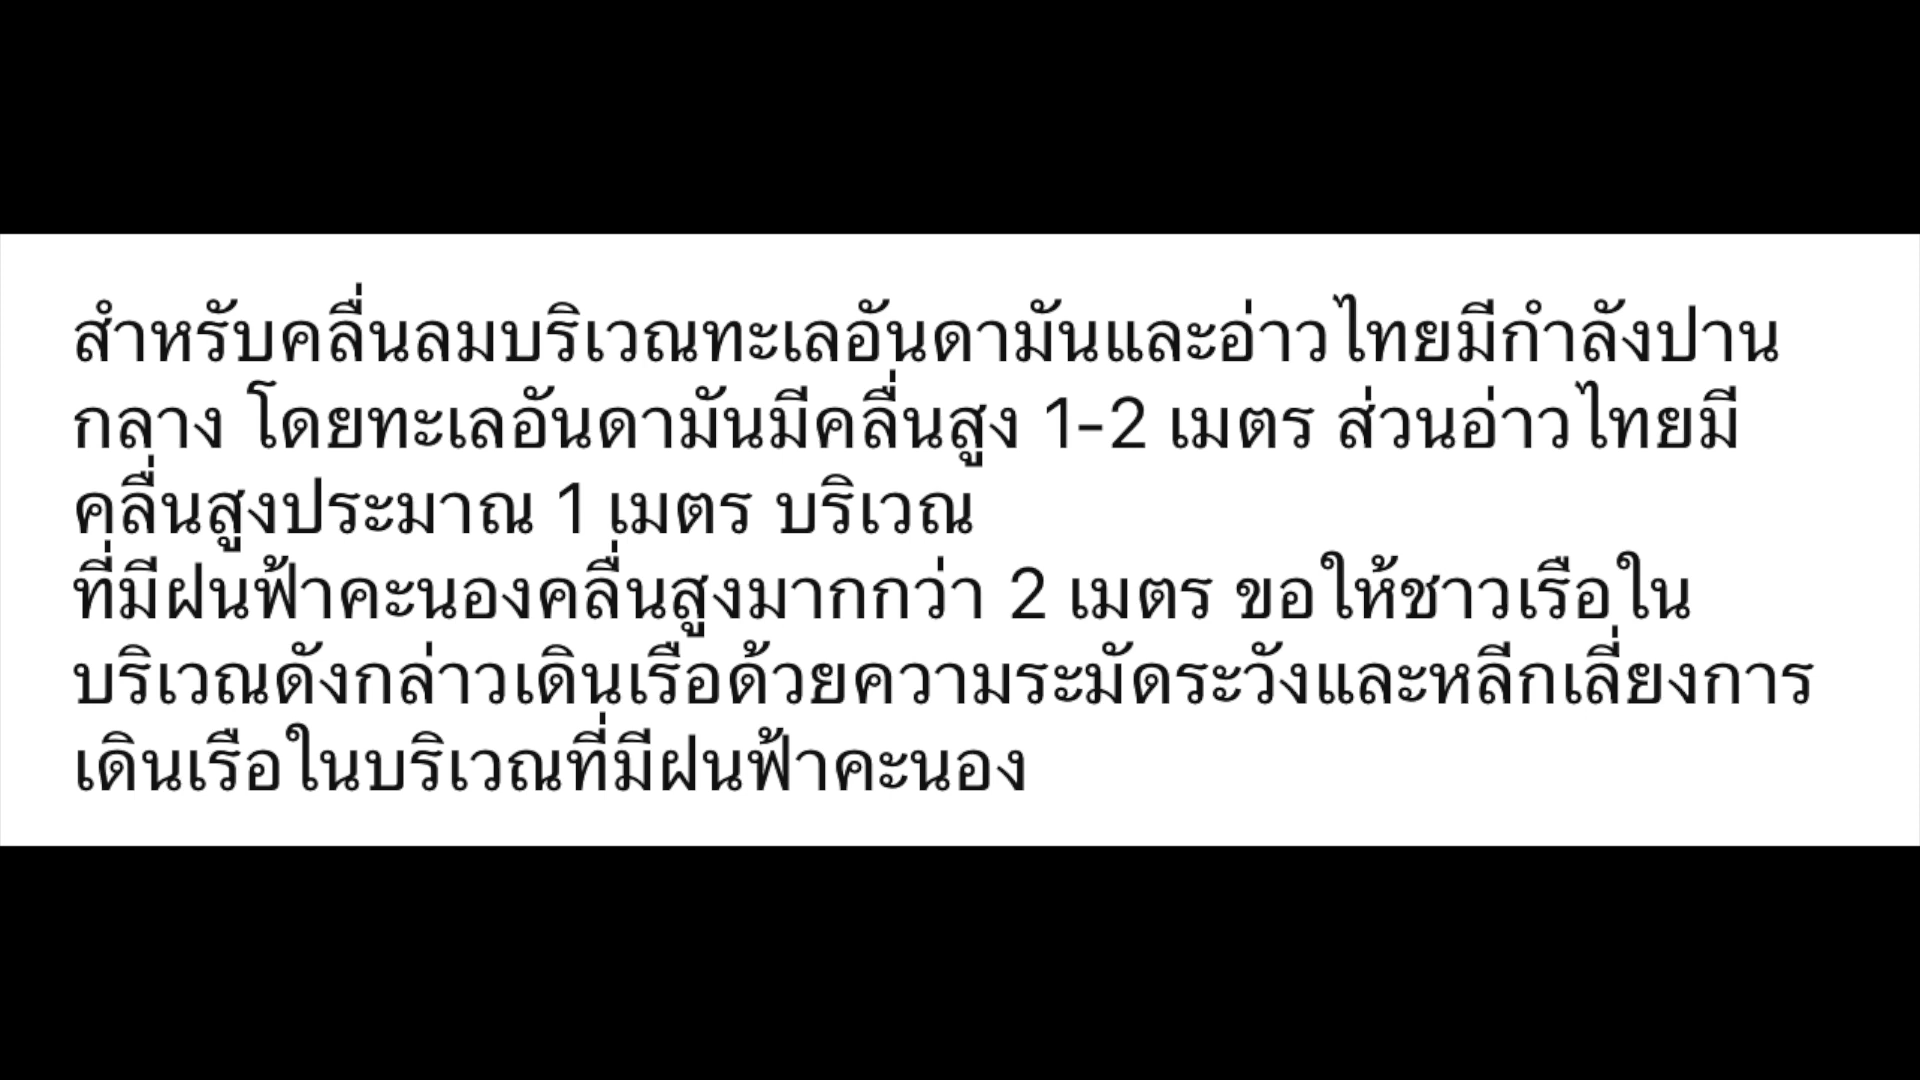 สำหรับคลื่นลมบริเวณทะเลอันดามันและอ่าวไทยมีกำลังปาน
กลาง โดยทะเลอันดามันมีคลื่นสูง 1-2 เมตร ส่วนอ่าวไทยมี
คลื่นสูงประมาณ 1 เมตร บริเวณ
ที่มีฝนฟ้าคะนองคลื่นสูงมากกว่า 2 เมตร ขอให้ชาวเรือใน
บริเวณดังกล่าวเดินเรือด้วยความระมัดระวังและหลีกเลี่ยงการ
เดินเรือในบริเวณที่มีฝนฟ้าคะนอง